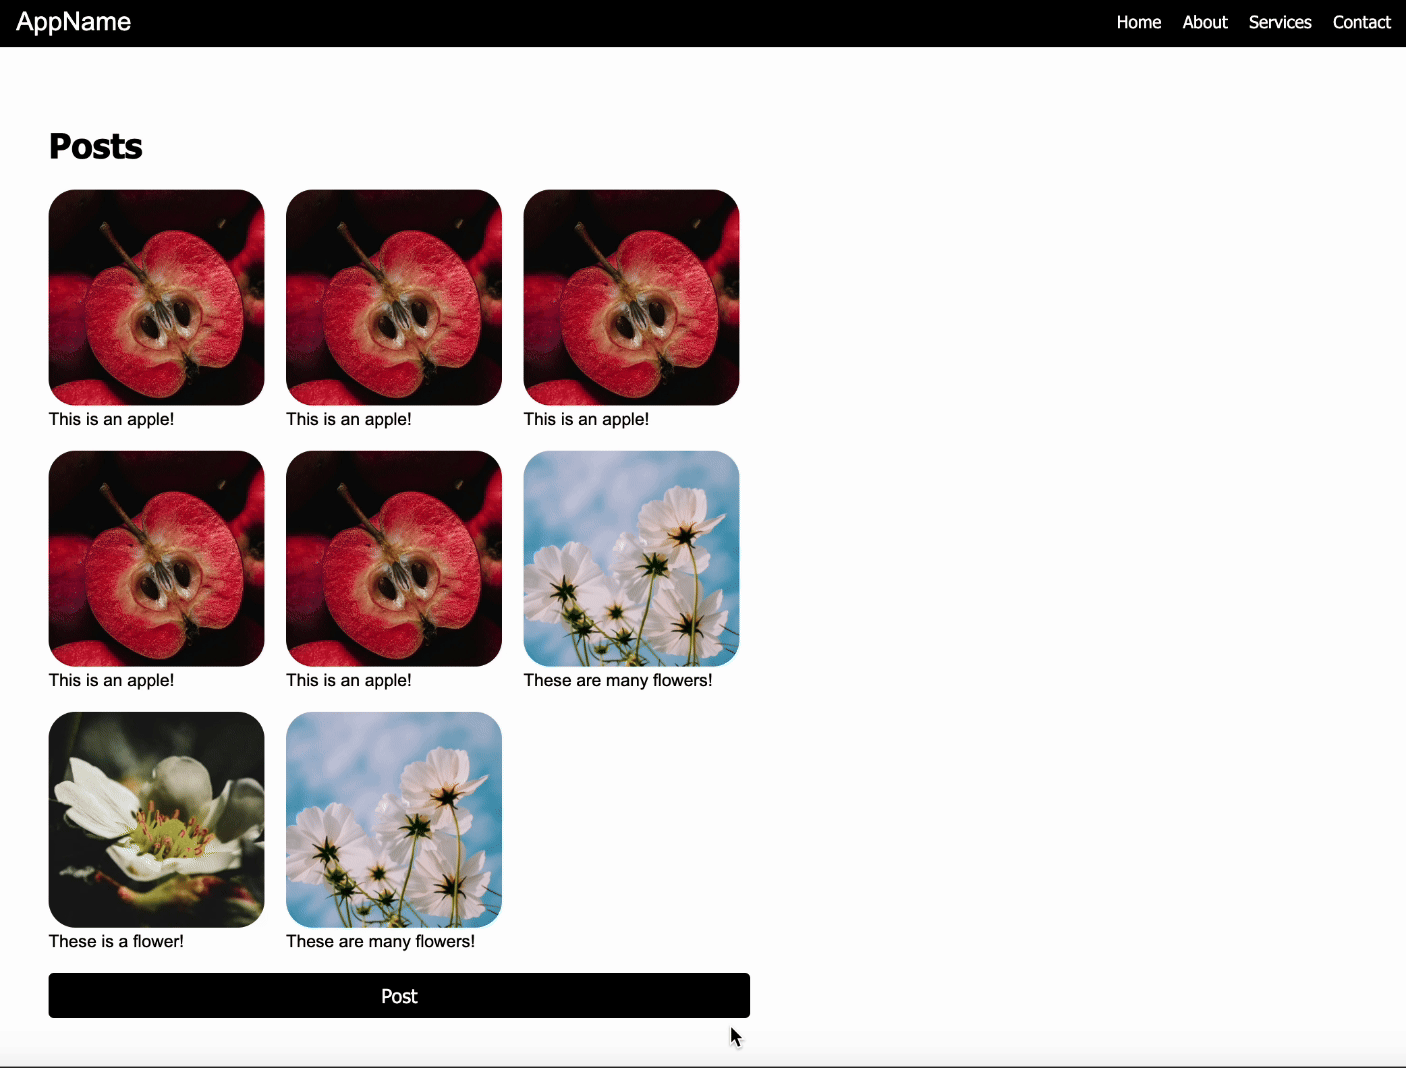 AppName
Home About Services Contact
Posts
This is an apple! This is an apple! This is an apple!
This is an apple! This is an apple! These are many flowers!
These is a flower! These are many flowers!
Post